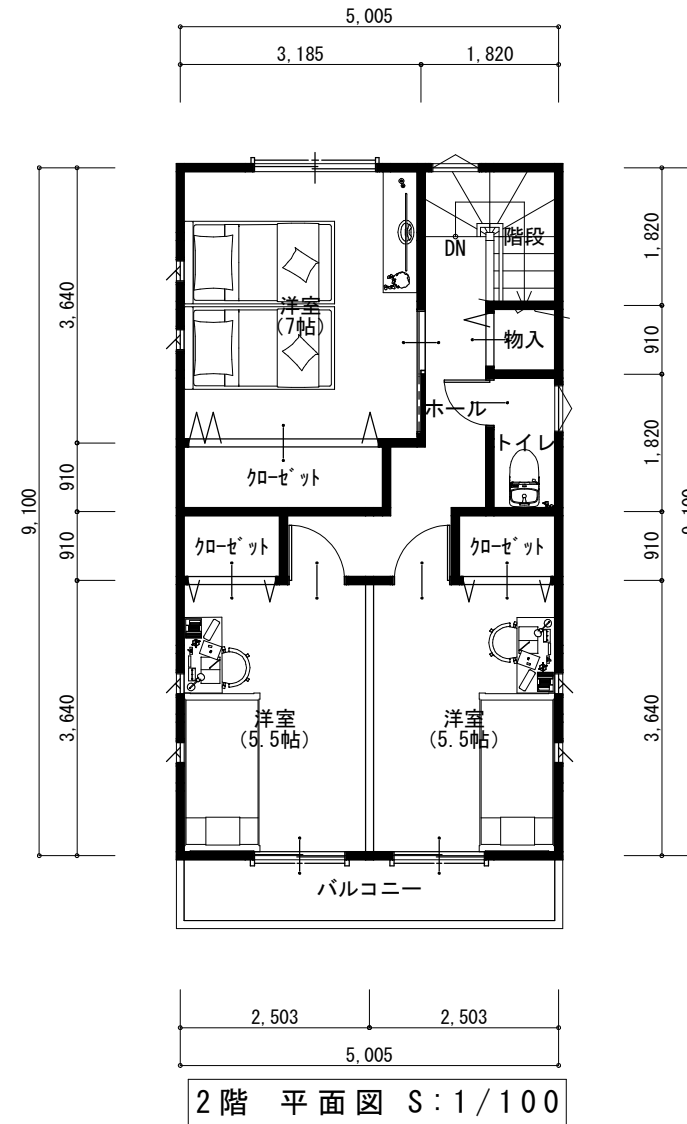 5,005
3,185
1,820
階段
DN
1,820
3,640
洋室
(7帖)
物入
910
ホール
トイレ
1,820
910
クローゼット
9,100
910
クローゼット
クローゼット
910
3,640
洋室
(5.5帖)
洋室
(5.5帖)
3,640
バルコニー
2,503
2,503
5,005
2階 平面図 S:1/100